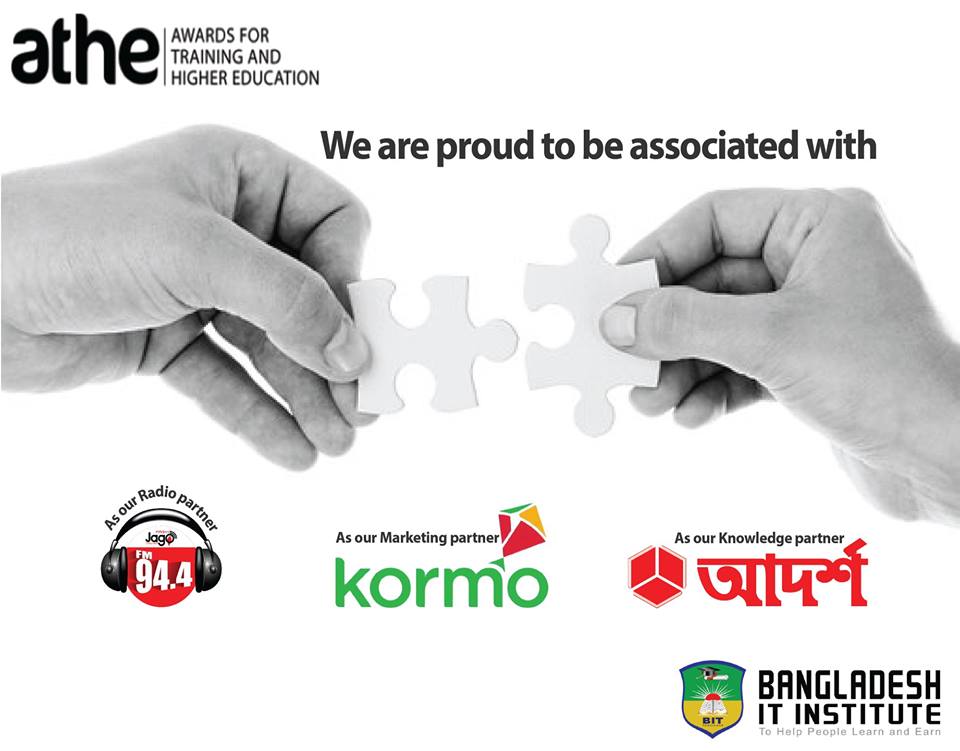 athe
AWARDS FOR
TRAINING AND
HIGHER EDUCATION
We are proud to be associated with
As our Radio partner
Jago
FM
94.4
As our Marketing partner
kormo
As our Knowledge partner
আদর্শ
BIT
BANGLADESH
IT INSTITUTE
To Help People Learn and Earn